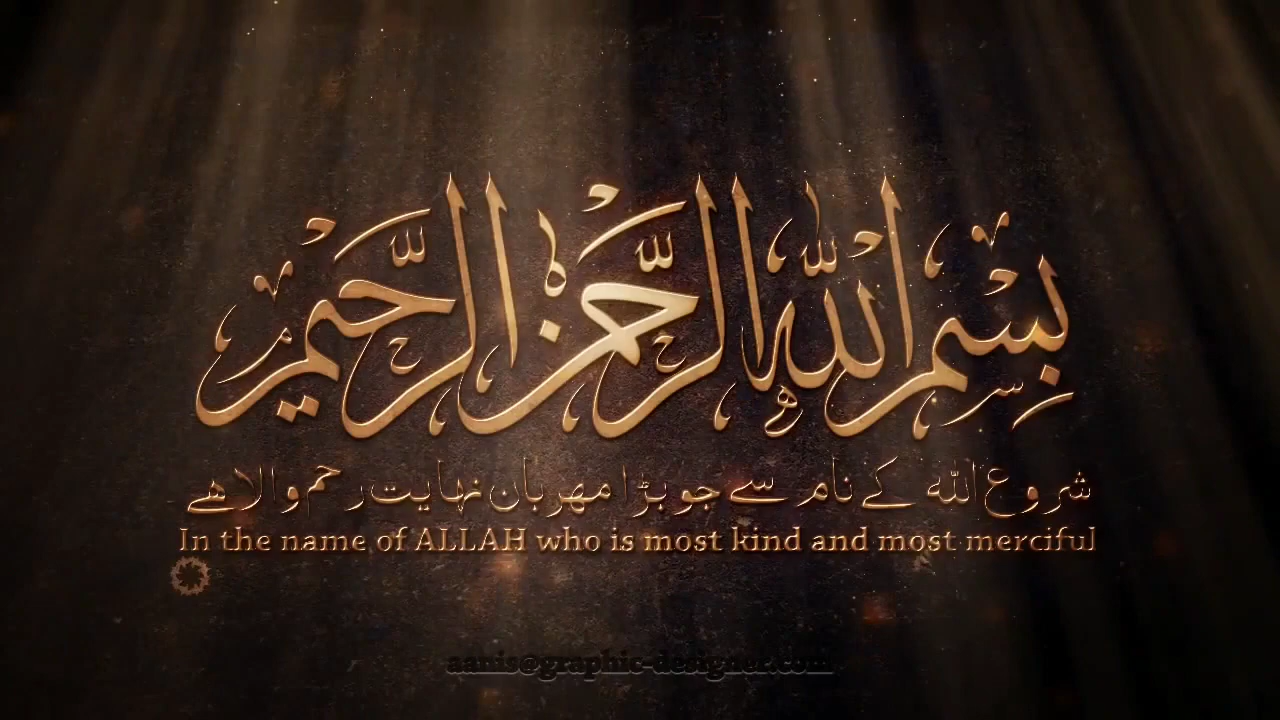 بسم الله الرحمن الرحيم
شروع اللہ کے نام سے جو بڑا مہربان نہایت رحم والا ھے
In the name of ALLAH who is most kind and most merciful
aanis@graphic-designer.com